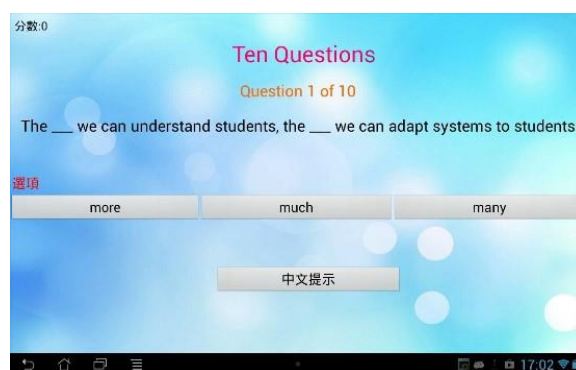 分數:0
Ten Questions
Question 1 of 10
The ___ we can understand students, the ___ we can adapt systems to students
選項
more much many
中文提示
17:02